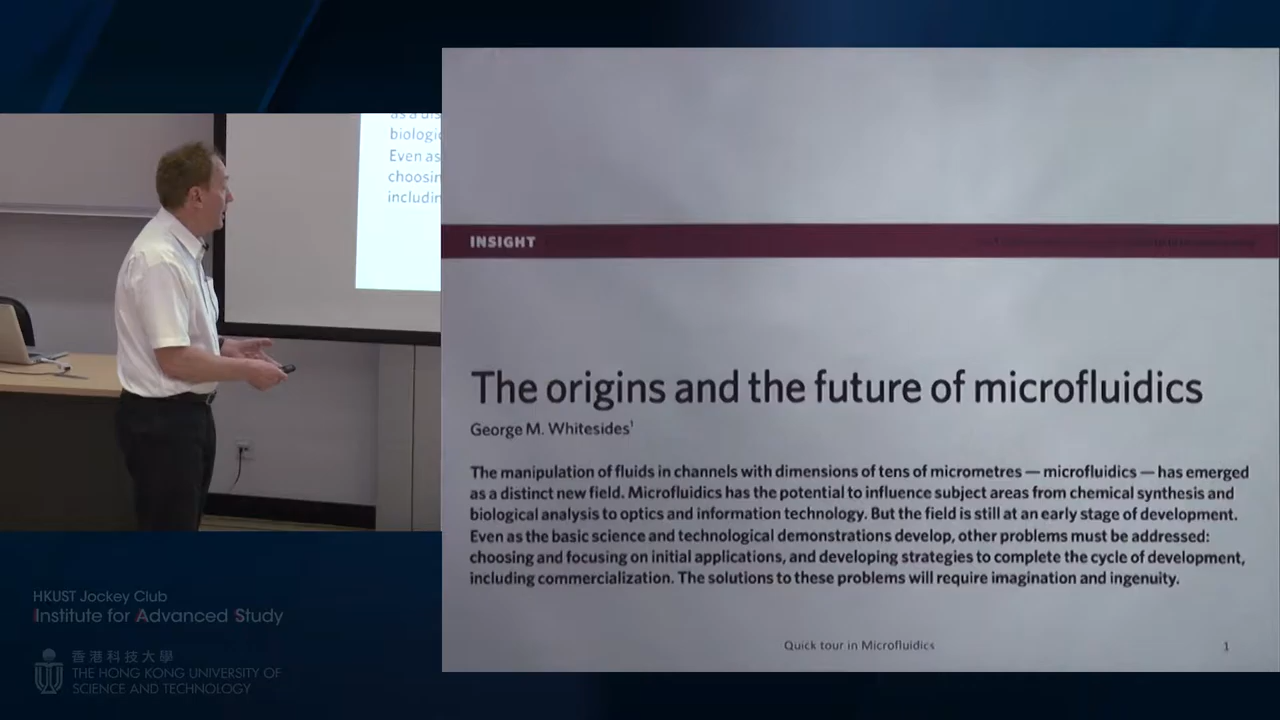 as a dis
biologic
Even as
choosin
includin
INSIGHT
The origins and the future of microfluidics
George M. Whitesides¹
The manipulation of fluids in channels with dimensions of tens of micrometres — microfluidics — has emerged
as a distinct new field. Microfluidics has the potential to influence subject areas from chemical synthesis and
biological analysis to optics and information technology. But the field is still at an early stage of development.
Even as the basic science and technological demonstrations develop, other problems must be addressed:
choosing and focusing on initial applications, and developing strategies to complete the cycle of development,
including commercialization. The solutions to these problems will require imagination and ingenuity.
Quick tour in Microfluidics
1
HKUST Jockey Club
Institute for Advanced Study
香港科技大學
THE HONG KONG UNIVERSITY OF
SCIENCE AND TECHNOLOGY